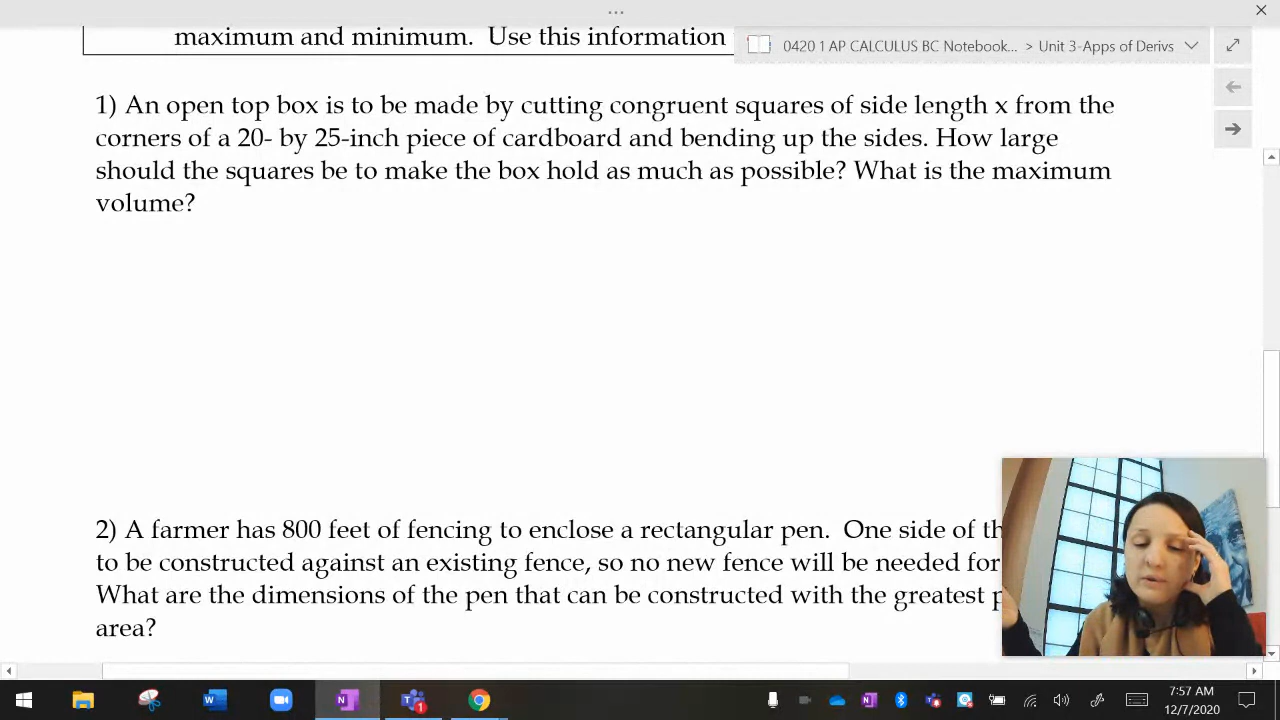 maximum and minimum. Use this information
0420 1 AP CALCULUS BC Notebook... > Unit 3-Apps of Derivs
1) An open top box is to be made by cutting congruent squares of side length x from the
corners of a 20- by 25-inch piece of cardboard and bending up the sides. How large
should the squares be to make the box hold as much as possible? What is the maximum
volume?
2) A farmer has 800 feet of fencing to enclose a rectangular pen. One side of
to be constructed against an existing fence, so no new fence will be needed for
What are the dimensions of the pen that can be constructed with the greatest
area?
7:57 AM
12/7/2020